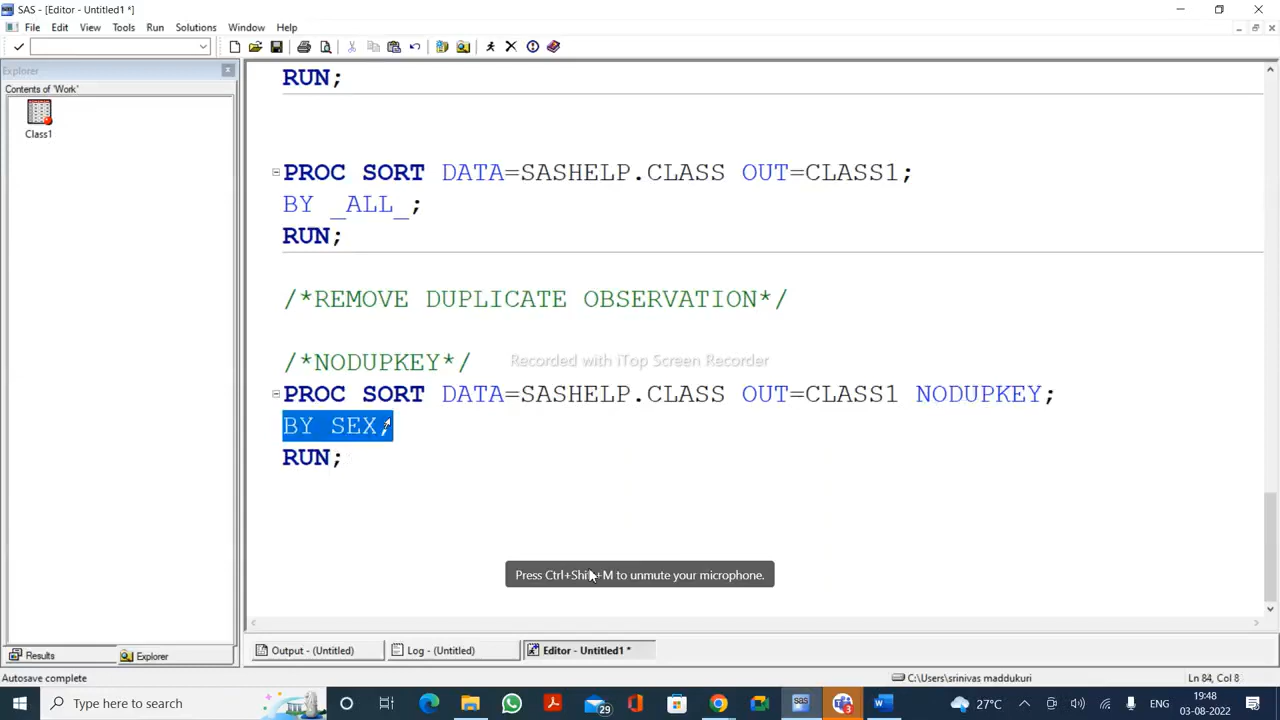 SAS - [Editor - Untitled1 *]
File Edit View Tools Run Solutions Window Help
Explorer
Contents of 'Work'
Class1
RUN;
PROC SORT DATA=SASHELP.CLASS OUT=CLASS1;
BY _ALL_;
RUN;
/*REMOVE DUPLICATE OBSERVATION*/
/*NODUPKEY*/
Recorded with iTop Screen Recorder
PROC SORT DATA=SASHELP.CLASS OUT=CLASS1 NODUPKEY;
BY SEX;
RUN;
Press Ctrl+Shift+M to unmute your microphone.
Results Explorer
Output - (Untitled) Log - (Untitled) Editor - Untitled1 *
Autosave complete C:\Users\srinivas maddukuri Ln 84, Col 8
Type here to search 29 3 27°C ENG 19:48
03-08-2022